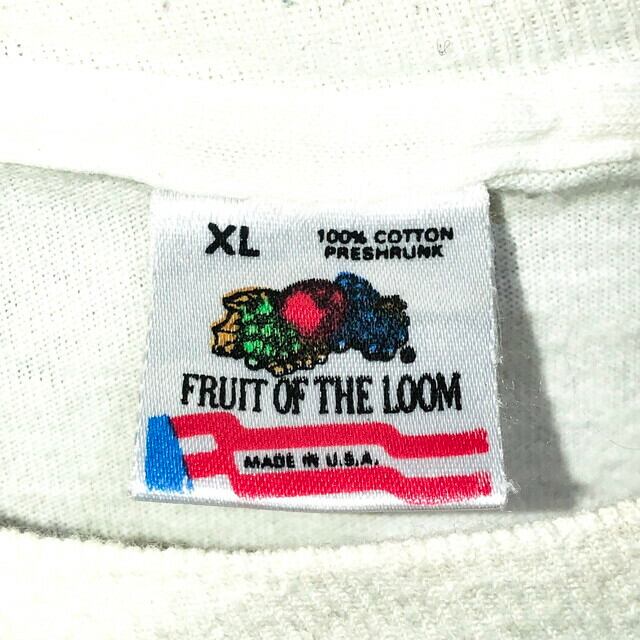 XL
100% COTTON
PRESHRUNK
FRUIT OF THE LOOM
MADE IN U.S.A.